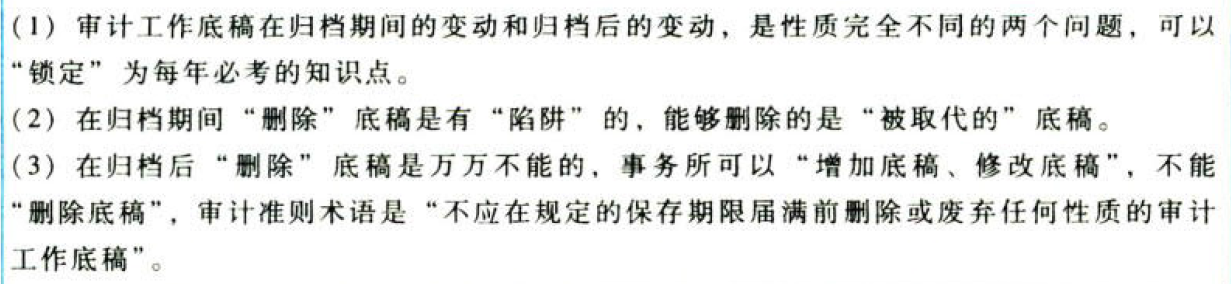 (1) 审计工作底稿在归档期间的变动和归档后的变动，是性质完全不同的两个问题，可以
“锁定” 为每年必考的知识点。
(2) 在归档期间 “删除” 底稿是有 “陷阱” 的，能够删除的是 “被取代的” 底稿。
(3) 在归档后 “删除” 底稿是万万不能的，事务所可以 “增加底稿、修改底稿”，不能
“删除底稿”，审计准则术语是 “不应在规定的保存期限届满前删除或废弃任何性质的审计
工作底稿”。